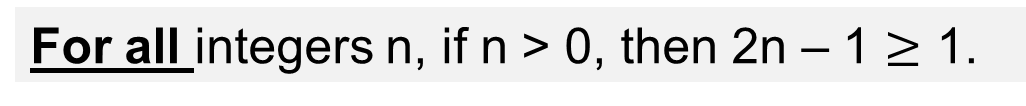 For all integers n, if n > 0, then 2n – 1 ≥ 1.